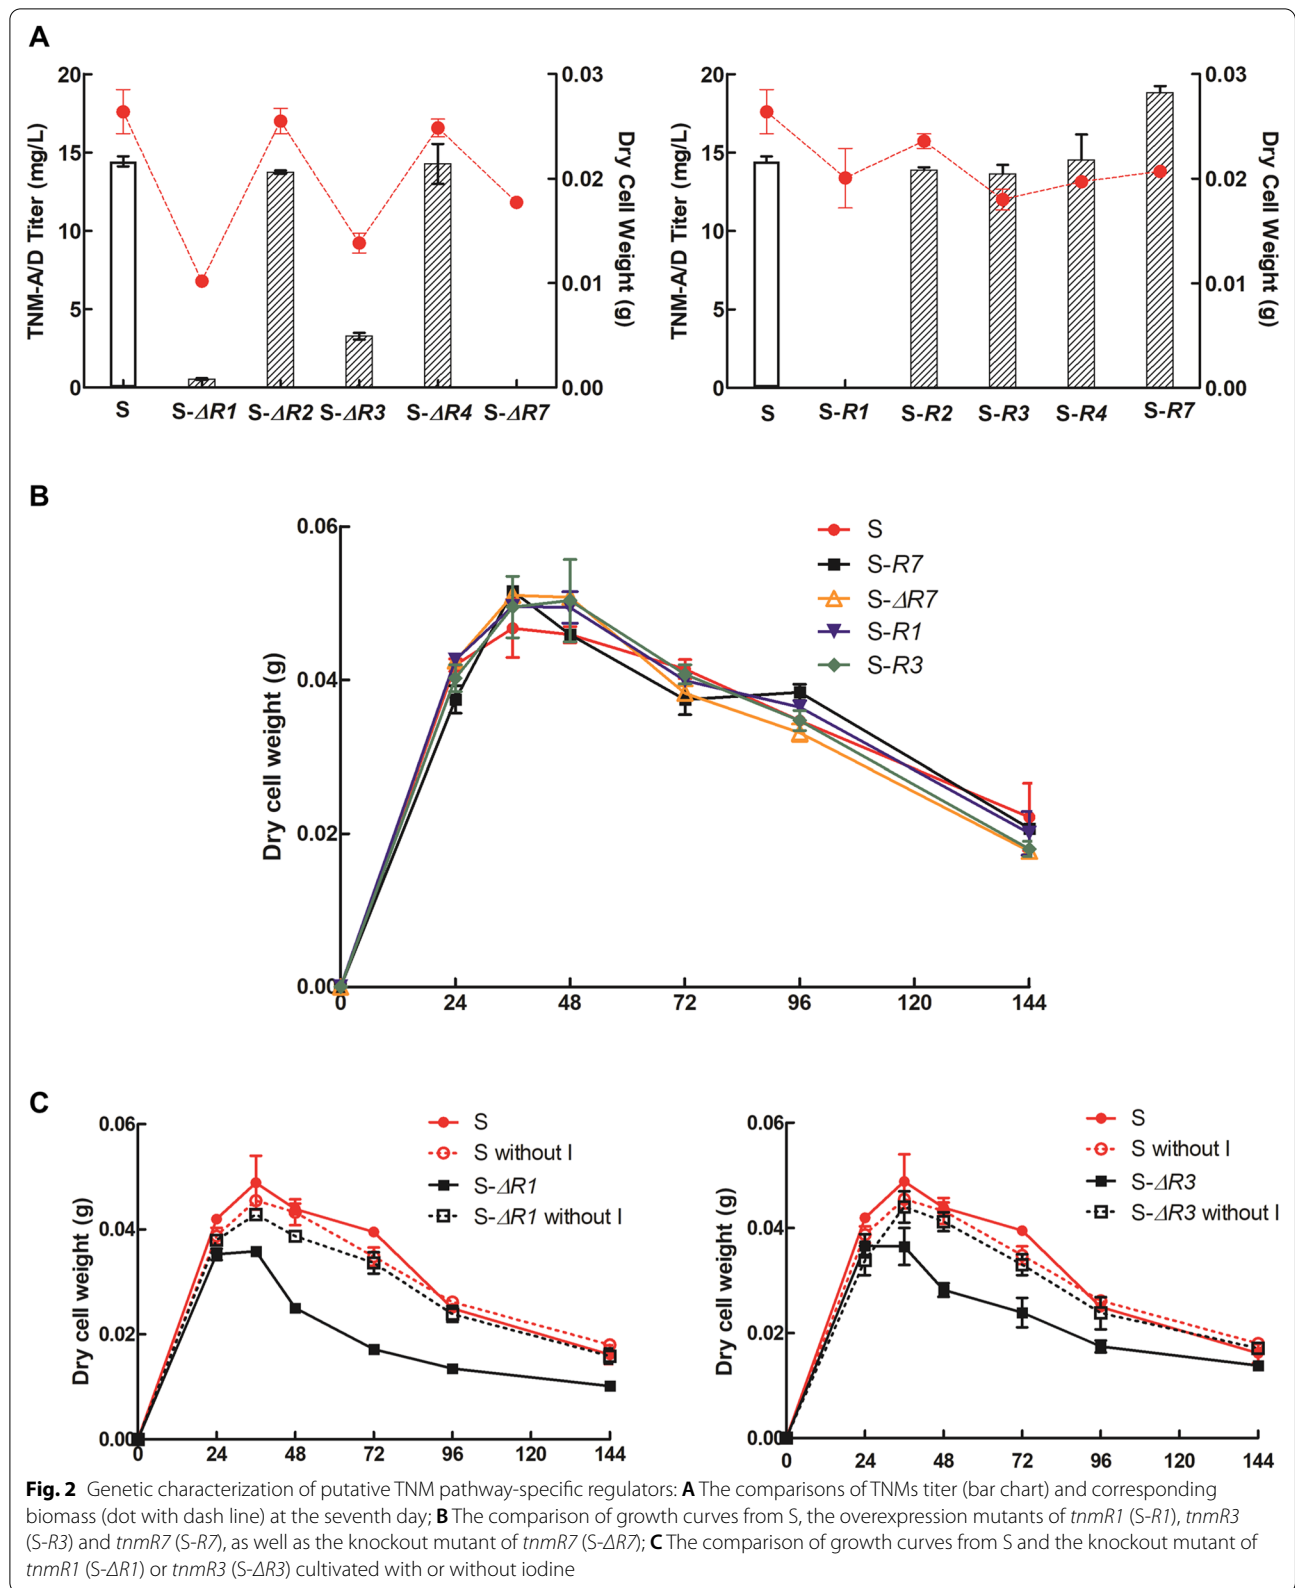 A
20
15
10
5
0
TNM-A/D Titer (mg/L)
0.03
0.02
0.01
0.00
Dry Cell Weight (g)
S S-ΔR1 S-ΔR2 S-ΔR3 S-ΔR4 S-ΔR7
20
15
10
5
0
TNM-A/D Titer (mg/L)
0.03
0.02
0.01
0.00
Dry Cell Weight (g)
S S-R1 S-R2 S-R3 S-R4 S-R7
B
0.06
0.04
0.02
0.00
Dry cell weight (g)
0 24 48 72 96 120 144
S
S-R7
S-ΔR7
S-R1
S-R3
C
0.06
0.04
0.02
0.00
Dry cell weight (g)
0 24 48 72 96 120 144
S
S without I
S-ΔR1
S-ΔR1 without I
0.06
0.04
0.02
0.00
Dry cell weight (g)
0 24 48 72 96 120 144
S
S without I
S-ΔR3
S-ΔR3 without I
Fig. 2 Genetic characterization of putative TNM pathway-specific regulators: A The comparisons of TNMs titer (bar chart) and corresponding
biomass (dot with dash line) at the seventh day; B The comparison of growth curves from S, the overexpression mutants of tnmR1 (S-R1), tnmR3
(S-R3) and tnmR7 (S-R7), as well as the knockout mutant of tnmR7 (S-ΔR7); C The comparison of growth curves from S and the knockout mutant of
tnmR1 (S-ΔR1) or tnmR3 (S-ΔR3) cultivated with or without iodine